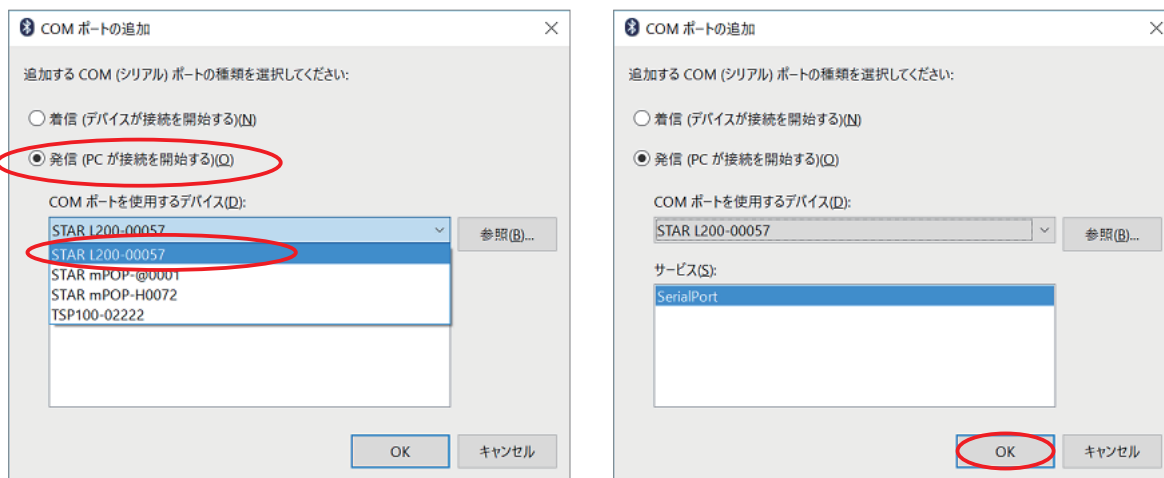 COM ポートの追加
追加する COM (シリアル) ポートの種類を選択してください:
着信 (デバイスが接続を開始する)(N)
発信 (PC が接続を開始する)(O)
COM ポートを使用するデバイス(D):
STAR L200-00057
参照(B)...
STAR L200-00057
STAR mPOP-@0001
STAR mPOP-H0072
TSP100-02222
OK
キャンセル
COM ポートの追加
追加する COM (シリアル) ポートの種類を選択してください:
着信 (デバイスが接続を開始する)(N)
発信 (PC が接続を開始する)(O)
COM ポートを使用するデバイス(D):
STAR L200-00057
参照(B)...
サービス(S):
SerialPort
OK
キャンセル